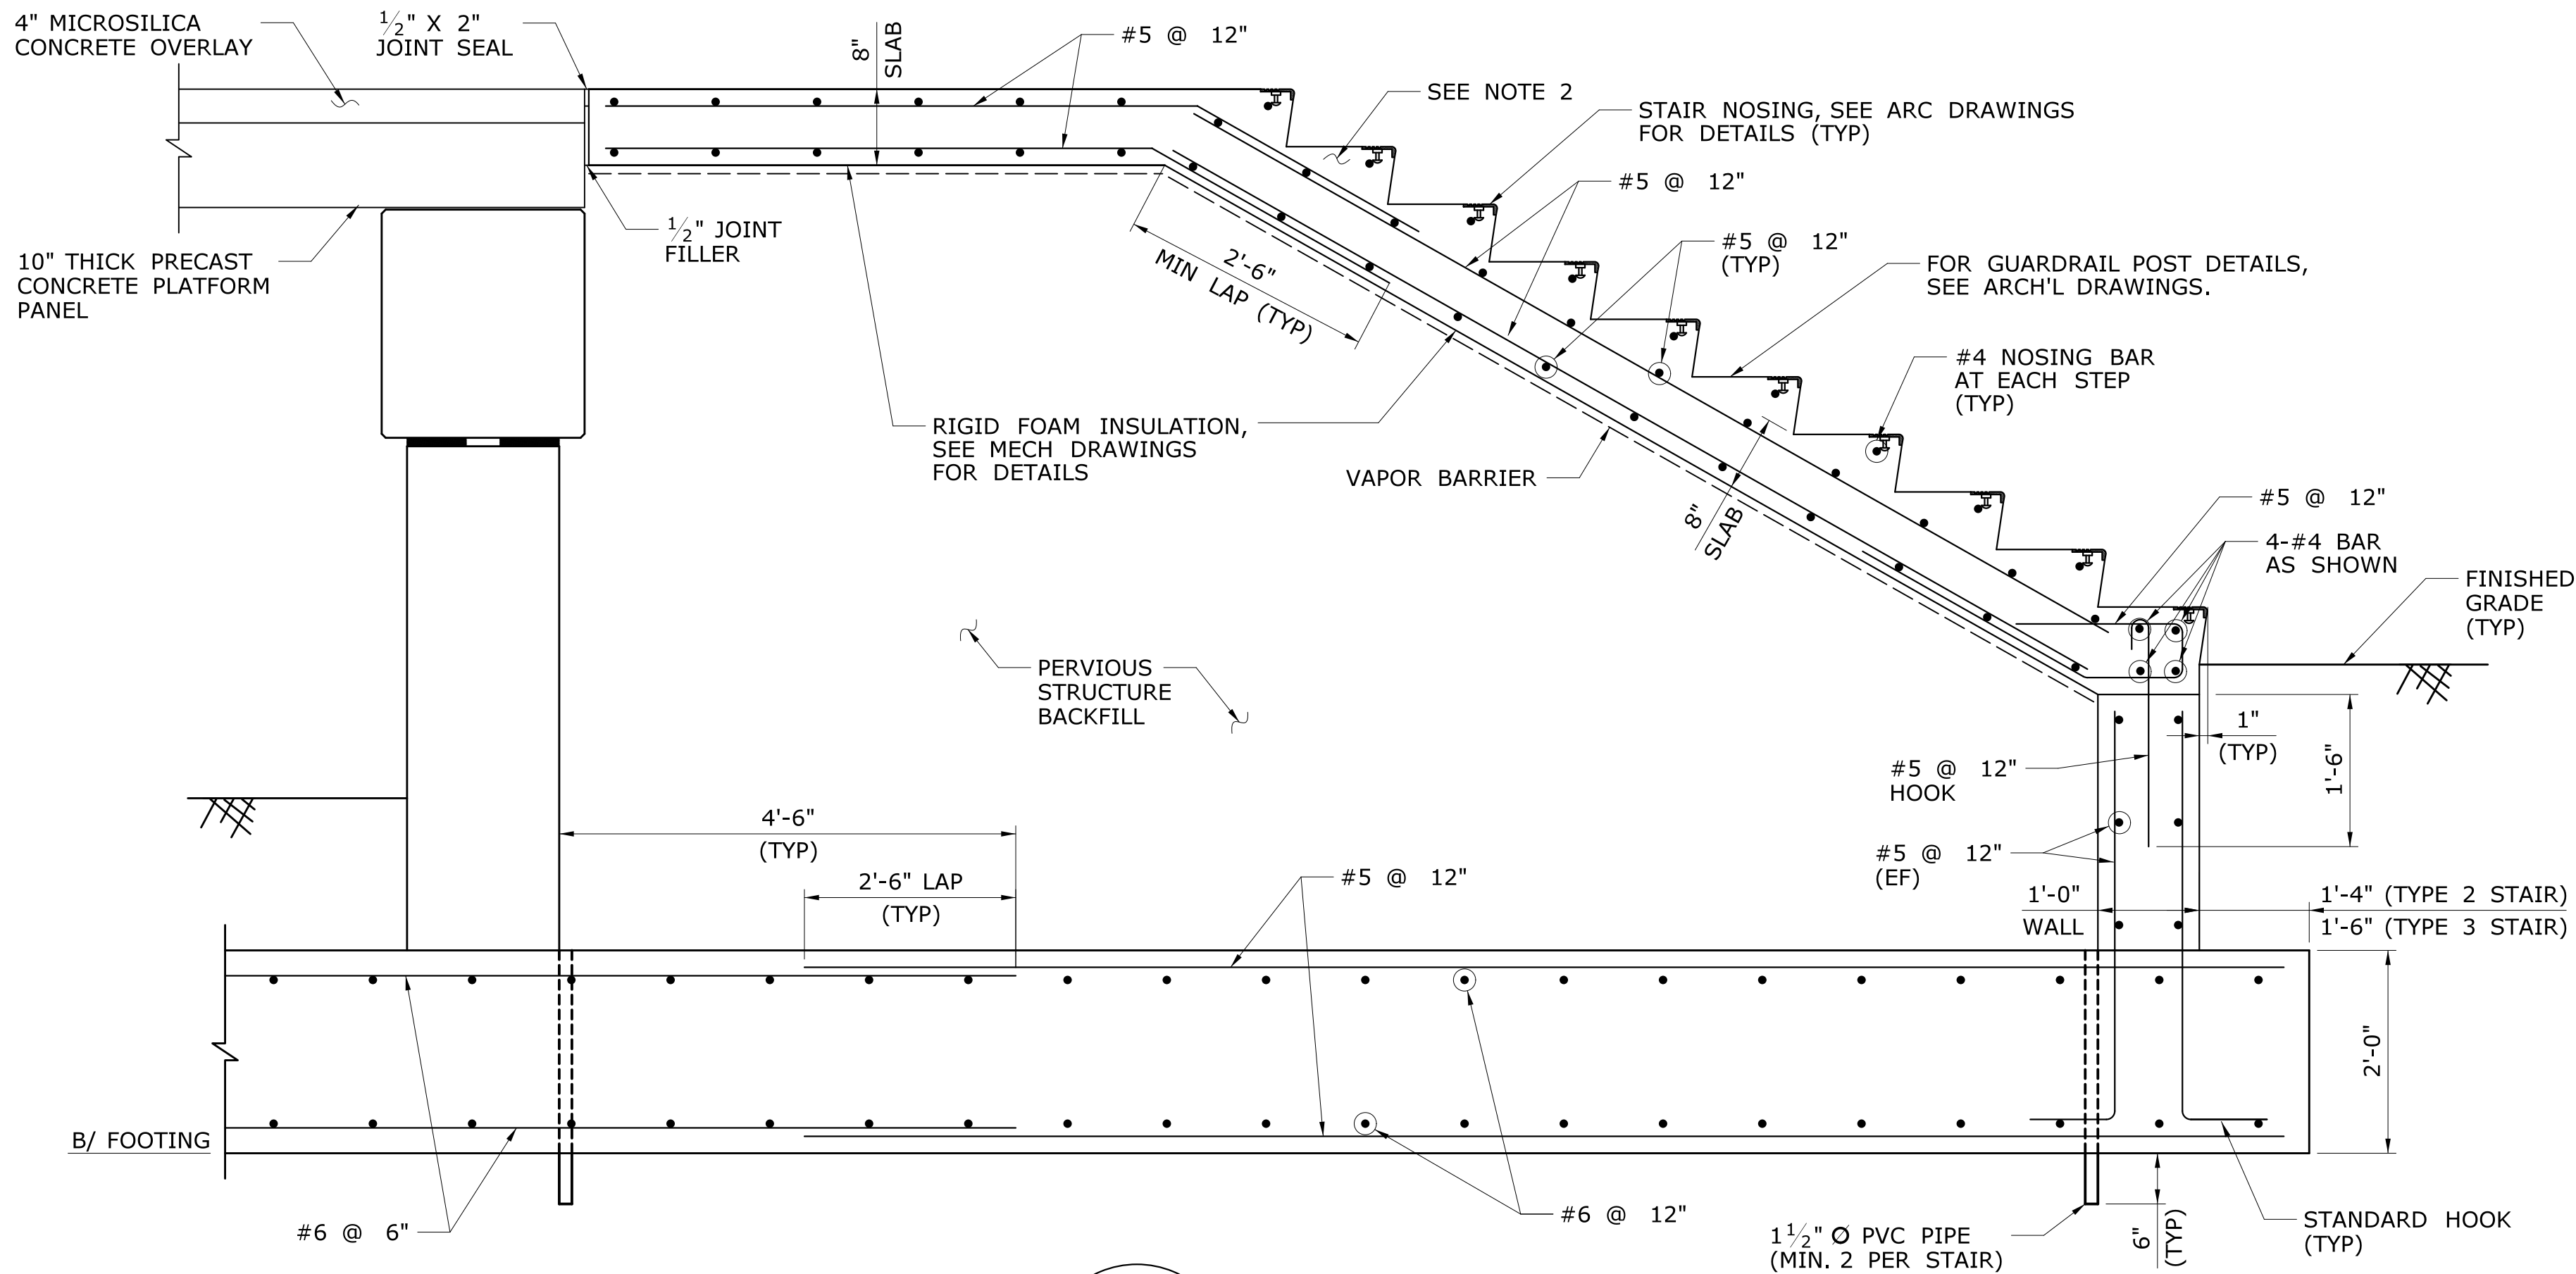 4" MICROSILICA
CONCRETE OVERLAY
1/2" X 2"
JOINT SEAL
8"
SLAB
#5 @ 12"
SEE NOTE 2
STAIR NOSING, SEE ARC DRAWINGS
FOR DETAILS (TYP)
#5 @ 12"
#5 @ 12"
(TYP)
FOR GUARDRAIL POST DETAILS,
SEE ARCH'L DRAWINGS.
1/2" JOINT
FILLER
10" THICK PRECAST
CONCRETE PLATFORM
PANEL
2'-6"
MIN LAP (TYP)
#4 NOSING BAR
AT EACH STEP
(TYP)
RIGID FOAM INSULATION,
SEE MECH DRAWINGS
FOR DETAILS
VAPOR BARRIER
8"
SLAB
#5 @ 12"
4-#4 BAR
AS SHOWN
FINISHED
GRADE
(TYP)
PERVIOUS
STRUCTURE
BACKFILL
1"
(TYP)
1'-6"
#5 @ 12"
HOOK
4'-6"
(TYP)
#5 @ 12"
(EF)
2'-6" LAP
(TYP)
#5 @ 12"
1'-0"
WALL
1'-4" (TYPE 2 STAIR)
1'-6" (TYPE 3 STAIR)
2'-0"
B/ FOOTING
#6 @ 6"
#6 @ 12"
1 1/2" Ø PVC PIPE
(MIN. 2 PER STAIR)
6"
(TYP)
STANDARD HOOK
(TYP)